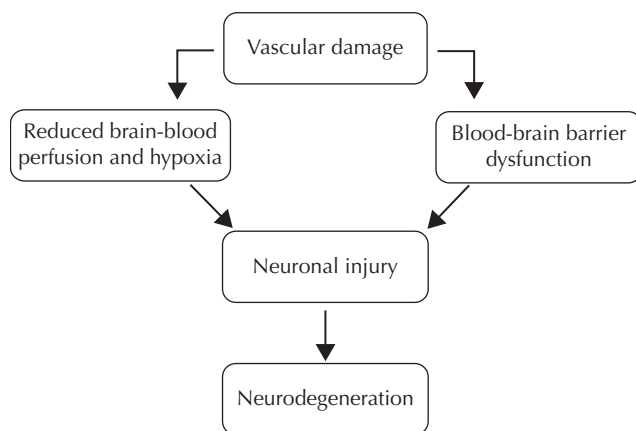 Vascular damage
Reduced brain-blood
perfusion and hypoxia
Blood-brain barrier
dysfunction
Neuronal injury
Neurodegeneration